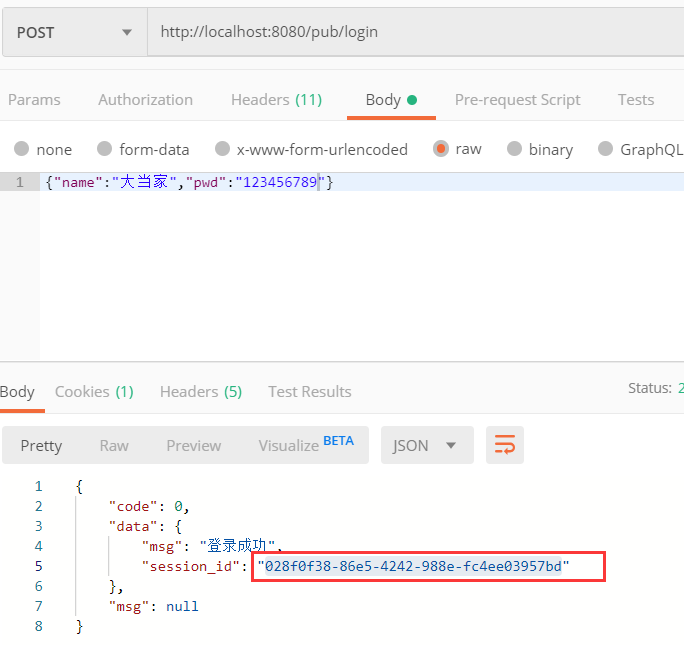 POST http://localhost:8080/pub/login
Params Authorization Headers (11) Body Pre-request Script Tests
none form-data x-www-form-urlencoded raw binary GraphQL
1 {"name":"大当家","pwd":"123456789"}
Body Cookies (1) Headers (5) Test Results Status: 2
Pretty Raw Preview Visualize BETA JSON
1 {
2 "code": 0,
3 "data": {
4 "msg": "登录成功",
5 "session_id": "028f0f38-86e5-4242-988e-fc4ee03957bd"
6 },
7 "msg": null
8 }